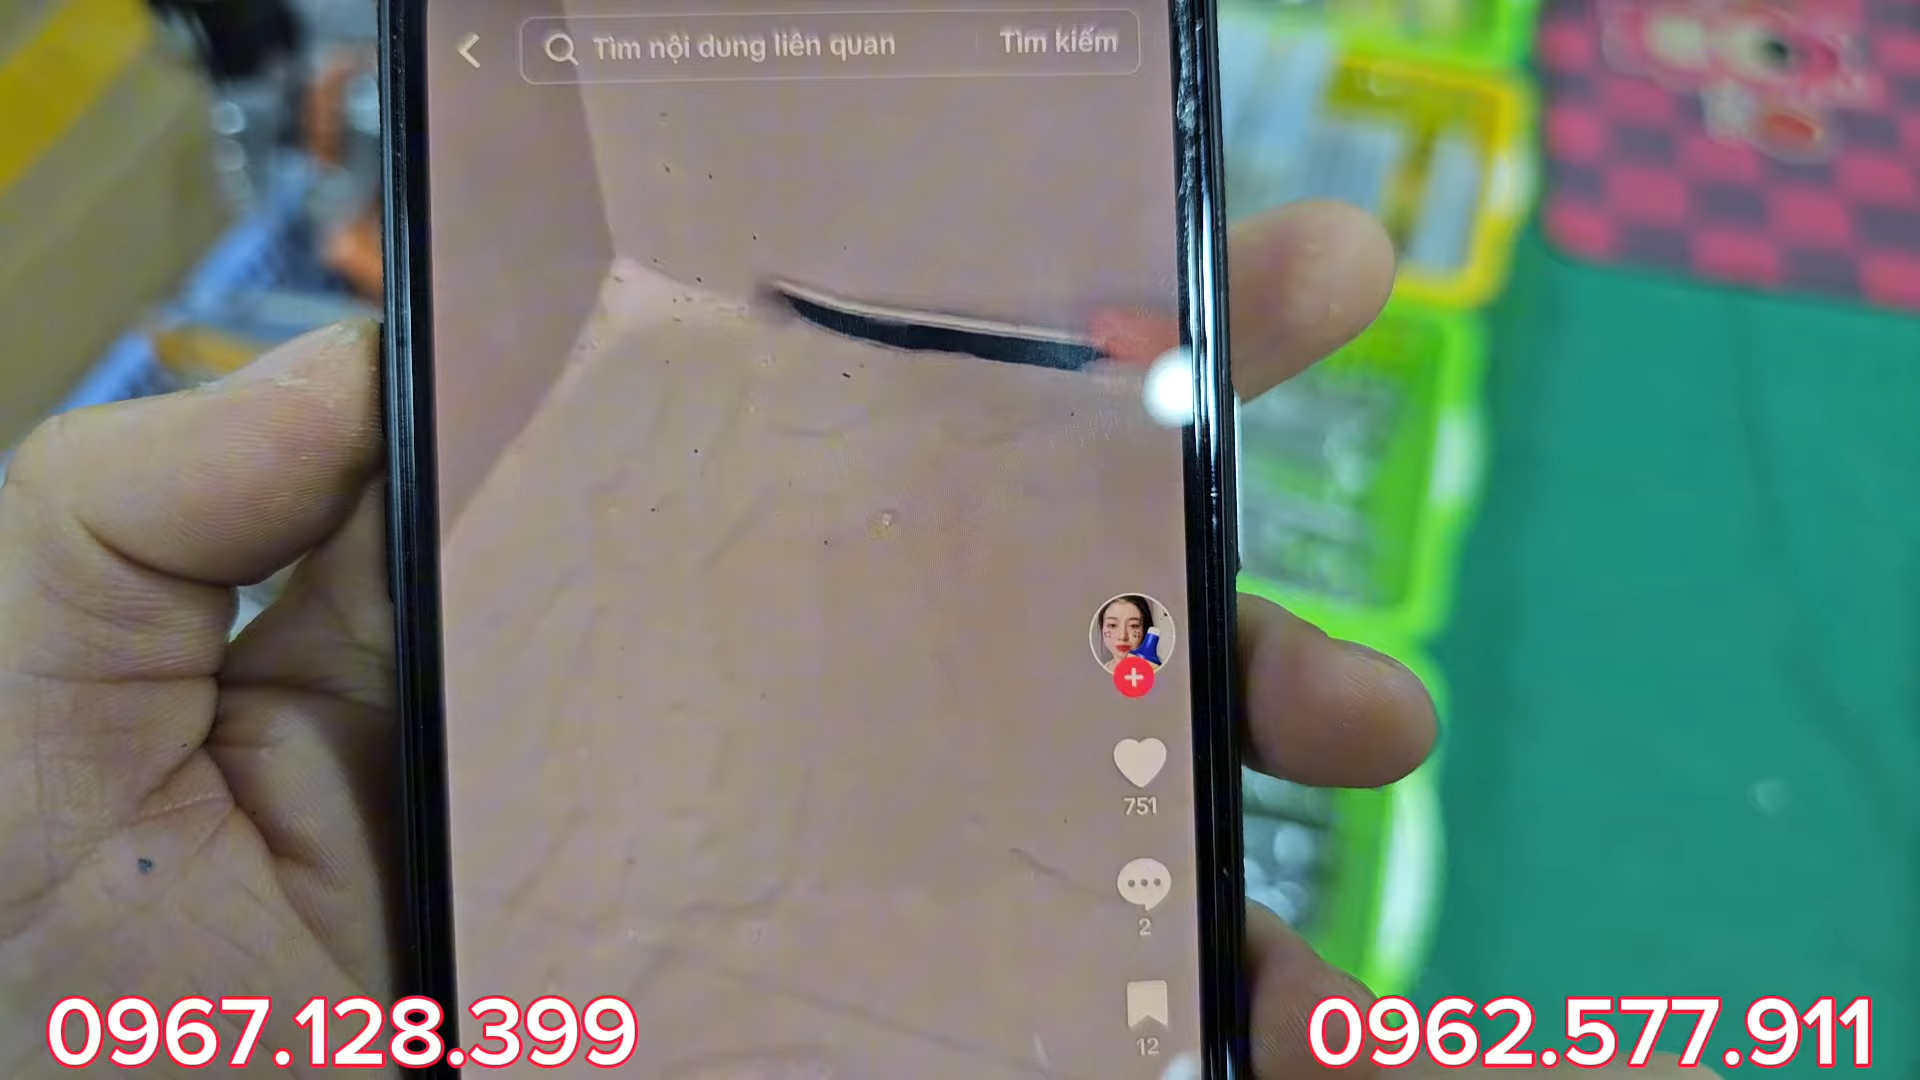 Tìm nội dung liên quan
Tìm kiếm
751
2
12
0967.128.399
0962.577.911